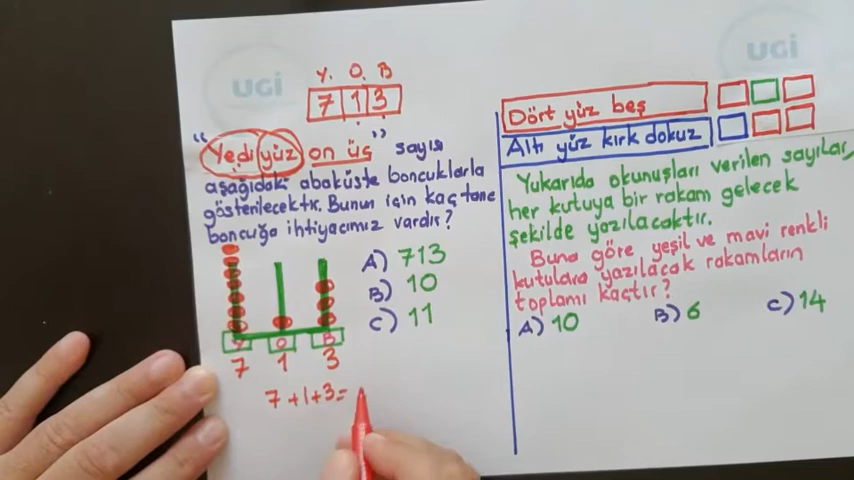 UGi
Y. O. B
7 1 3
"Yedi yüz on üç" sayısı
aşağıdaki abaküste boncuklarla
gösterilecektir. Bunun için kaç tane
boncuğa ihtiyacımız vardır?
A) 713
B) 10
C) 11
Y O B
7 1 3
7+1+3=
UGi
Dört yüz beş
Altı yüz kırk dokuz
Yukarıda okunuşları verilen sayılar,
her kutuya bir rakam gelecek
şekilde yazılacaktır.
Buna göre yeşil ve mavi renkli
kutulara yazılacak rakamların
toplamı kaçtır?
A) 10 B) 6 C) 14